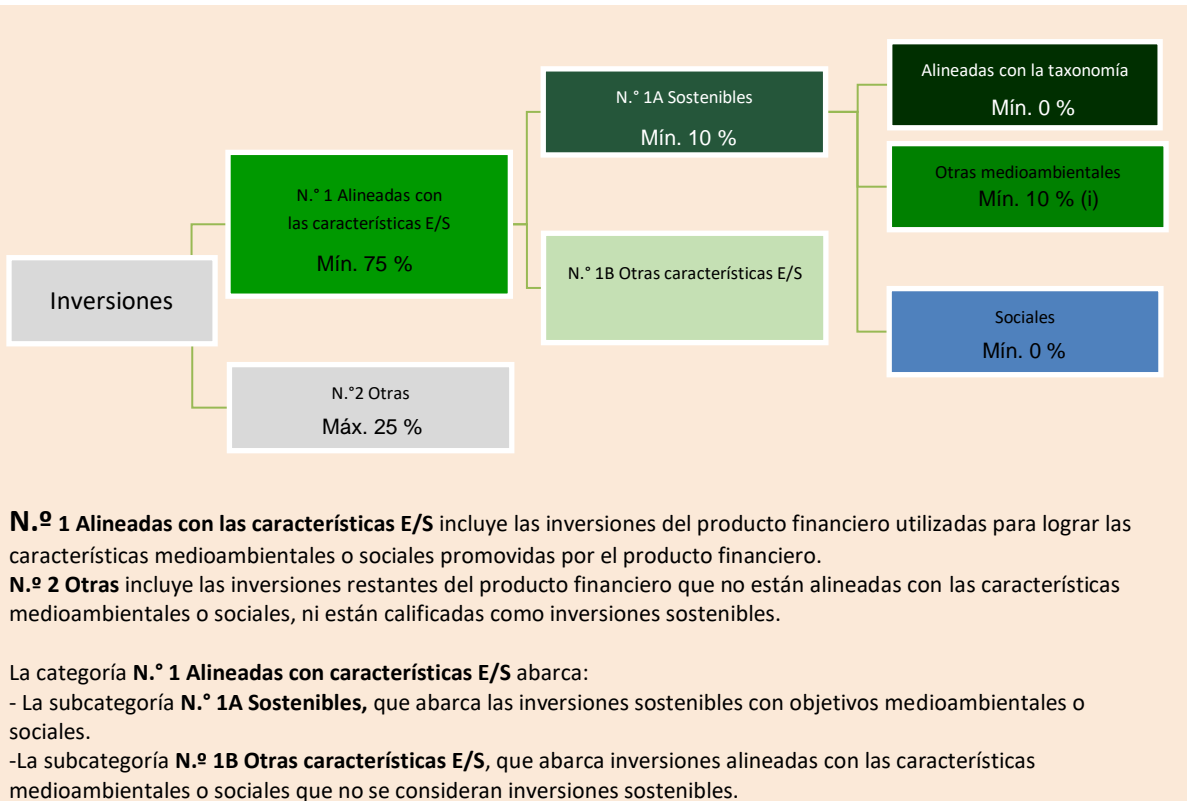 Inversiones
N.° 1 Alineadas con
las características E/S
Mín. 75 %
N.°2 Otras
Máx. 25 %
N.° 1A Sostenibles
Mín. 10 %
N.° 1B Otras características E/S
Alineadas con la taxonomía
Mín. 0 %
Otras medioambientales
Mín. 10 % (i)
Sociales
Mín. 0 %
N.º 1 Alineadas con las características E/S incluye las inversiones del producto financiero utilizadas para lograr las
características medioambientales o sociales promovidas por el producto financiero.
N.º 2 Otras incluye las inversiones restantes del producto financiero que no están alineadas con las características
medioambientales o sociales, ni están calificadas como inversiones sostenibles.
La categoría N.° 1 Alineadas con características E/S abarca:
- La subcategoría N.° 1A Sostenibles, que abarca las inversiones sostenibles con objetivos medioambientales o
sociales.
-La subcategoría N.º 1B Otras características E/S, que abarca inversiones alineadas con las características
medioambientales o sociales que no se consideran inversiones sostenibles.